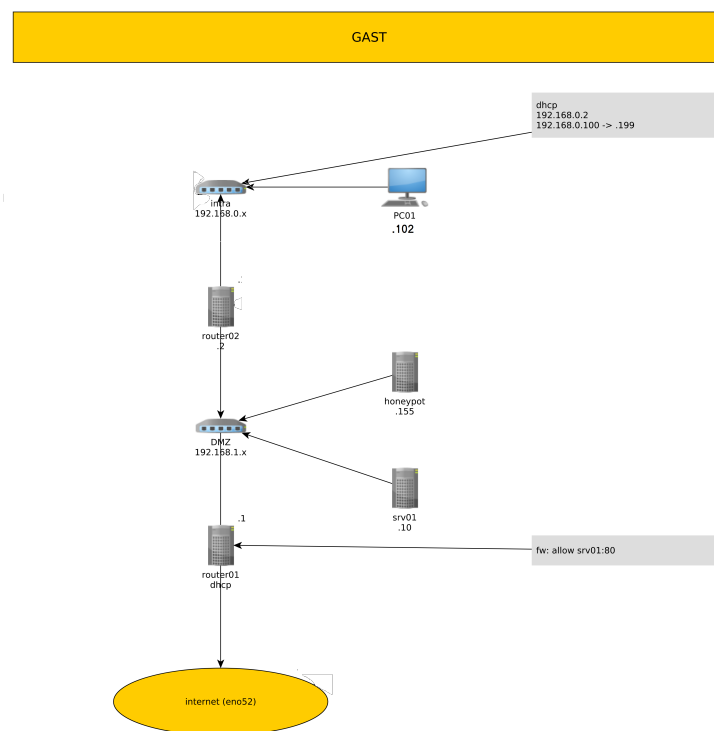 GAST
dhcp
192.168.0.2
192.168.0.100 -> .199
intra
192.168.0.x
PC01
.102
router02
.2
honeypot
.155
DMZ
192.168.1.x
srv01
.10
.1
router01
dhcp
fw: allow srv01:80
internet (eno52)